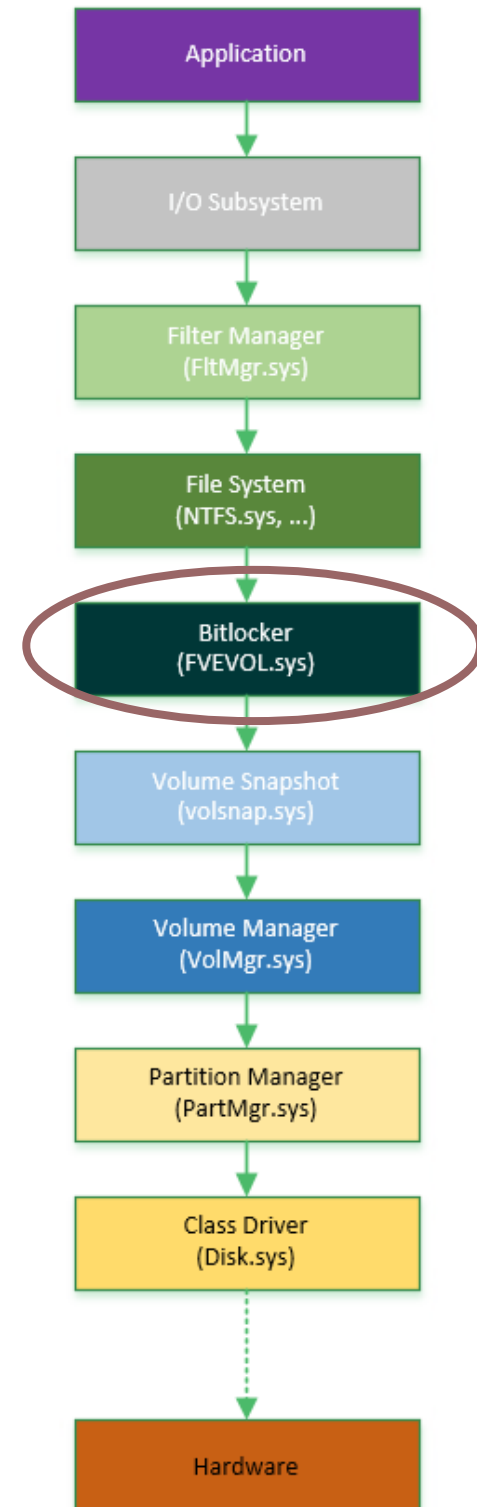 Application
I/O Subsystem
Filter Manager
(FltMgr.sys)
File System
(NTFS.sys, ...)
Bitlocker
(FVEVOL.sys)
Volume Snapshot
(volsnap.sys)
Volume Manager
(VolMgr.sys)
Partition Manager
(PartMgr.sys)
Class Driver
(Disk.sys)
Hardware